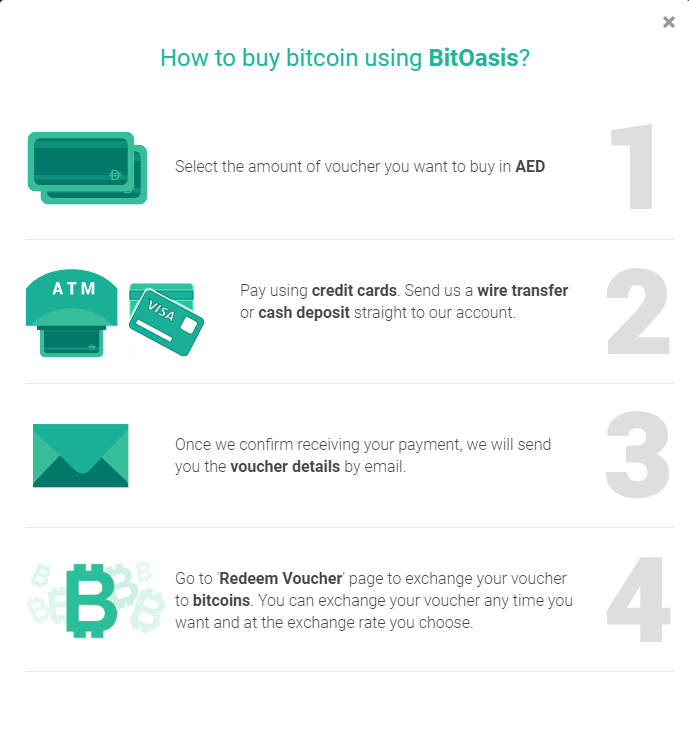 How to buy bitcoin using BitOasis?
Select the amount of voucher you want to buy in AED
1
ATM
VISA
Pay using credit cards. Send us a wire transfer
or cash deposit straight to our account.
2
Once we confirm receiving your payment, we will send
you the voucher details by email.
3
Go to 'Redeem Voucher' page to exchange your voucher
to bitcoins. You can exchange your voucher any time you
want and at the exchange rate you choose.
4